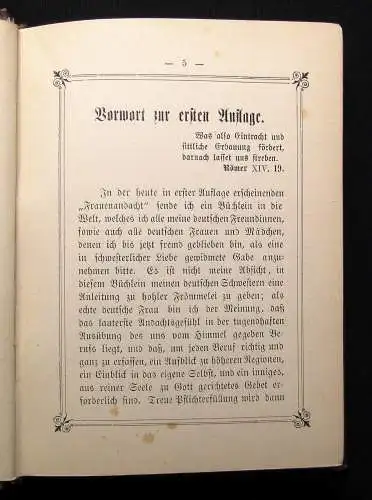 — 5 —
Vorwort zur ersten Auflage.
Was also Eintracht und
sittliche Erbauung fördert,
darnach lasset uns streben.
Römer XIV. 19.
In der heute in erster Auflage erscheinenden
„Frauenandacht“ sende ich ein Büchlein in die
Welt, welches ich alle meine deutschen Freundinnen,
sowie auch alle deutschen Frauen und Mädchen,
denen ich bis jetzt fremd geblieben bin, als eine
in schwesterlicher Liebe gewidmete Gabe anzu-
nehmen bitte. Es ist nicht meine Absicht, in
diesem Büchlein meinen deutschen Schwestern eine
Anleitung zu hohler Frömmelei zu geben; als
echte deutsche Frau bin ich der Meinung, daß
das lauterste Andachtsgefühl in der tugendhaften
Ausübung des uns vom Himmel gegeben Be-
rufs liegt, und daß, um jeden Beruf richtig und
ganz zu erfassen, ein Aufblick zu höheren Regionen,
ein Einblick in das eigene Selbst, und ein inniges,
aus reiner Seele zu Gott gerichtetes Gebet er-
forderlich sind. Treue Pflichterfüllung wird dann